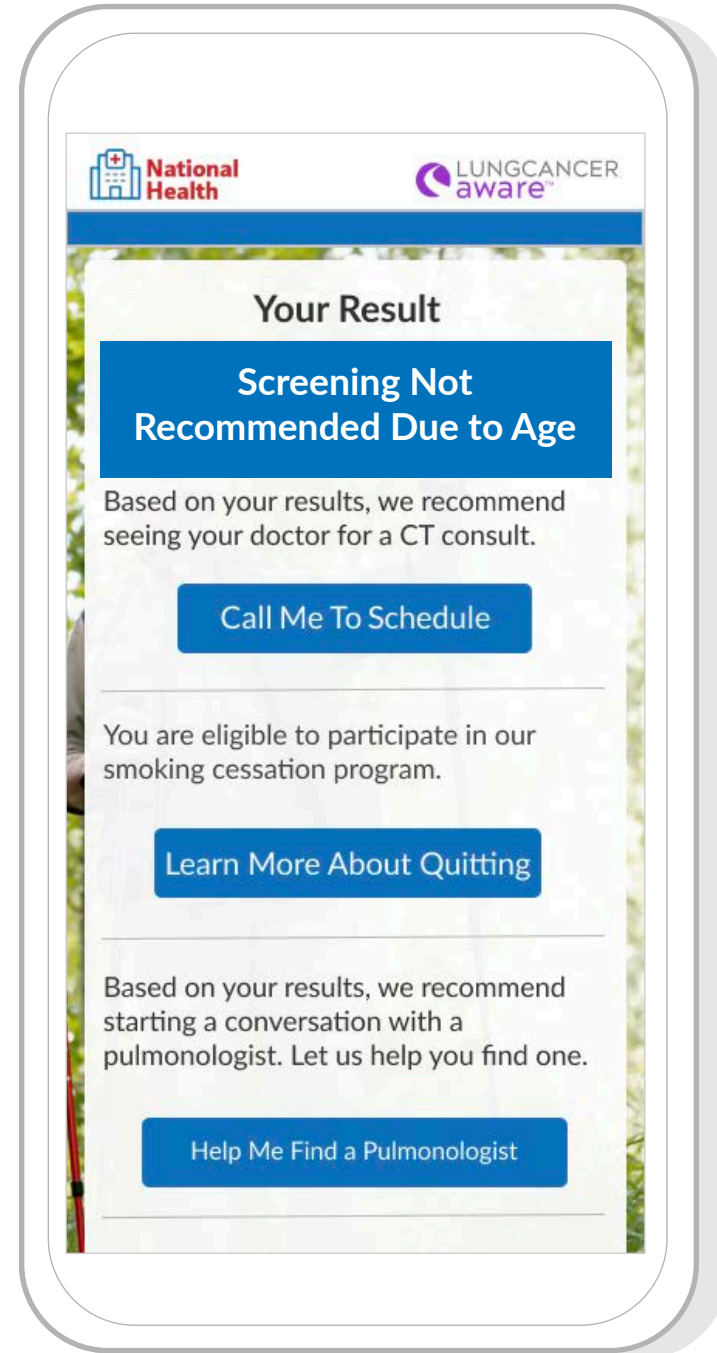 National
Health
LUNGCANCER
aware™
Your Result
Screening Not
Recommended Due to Age
Based on your results, we recommend
seeing your doctor for a CT consult.
Call Me To Schedule
You are eligible to participate in our
smoking cessation program.
Learn More About Quitting
Based on your results, we recommend
starting a conversation with a
pulmonologist. Let us help you find one.
Help Me Find a Pulmonologist